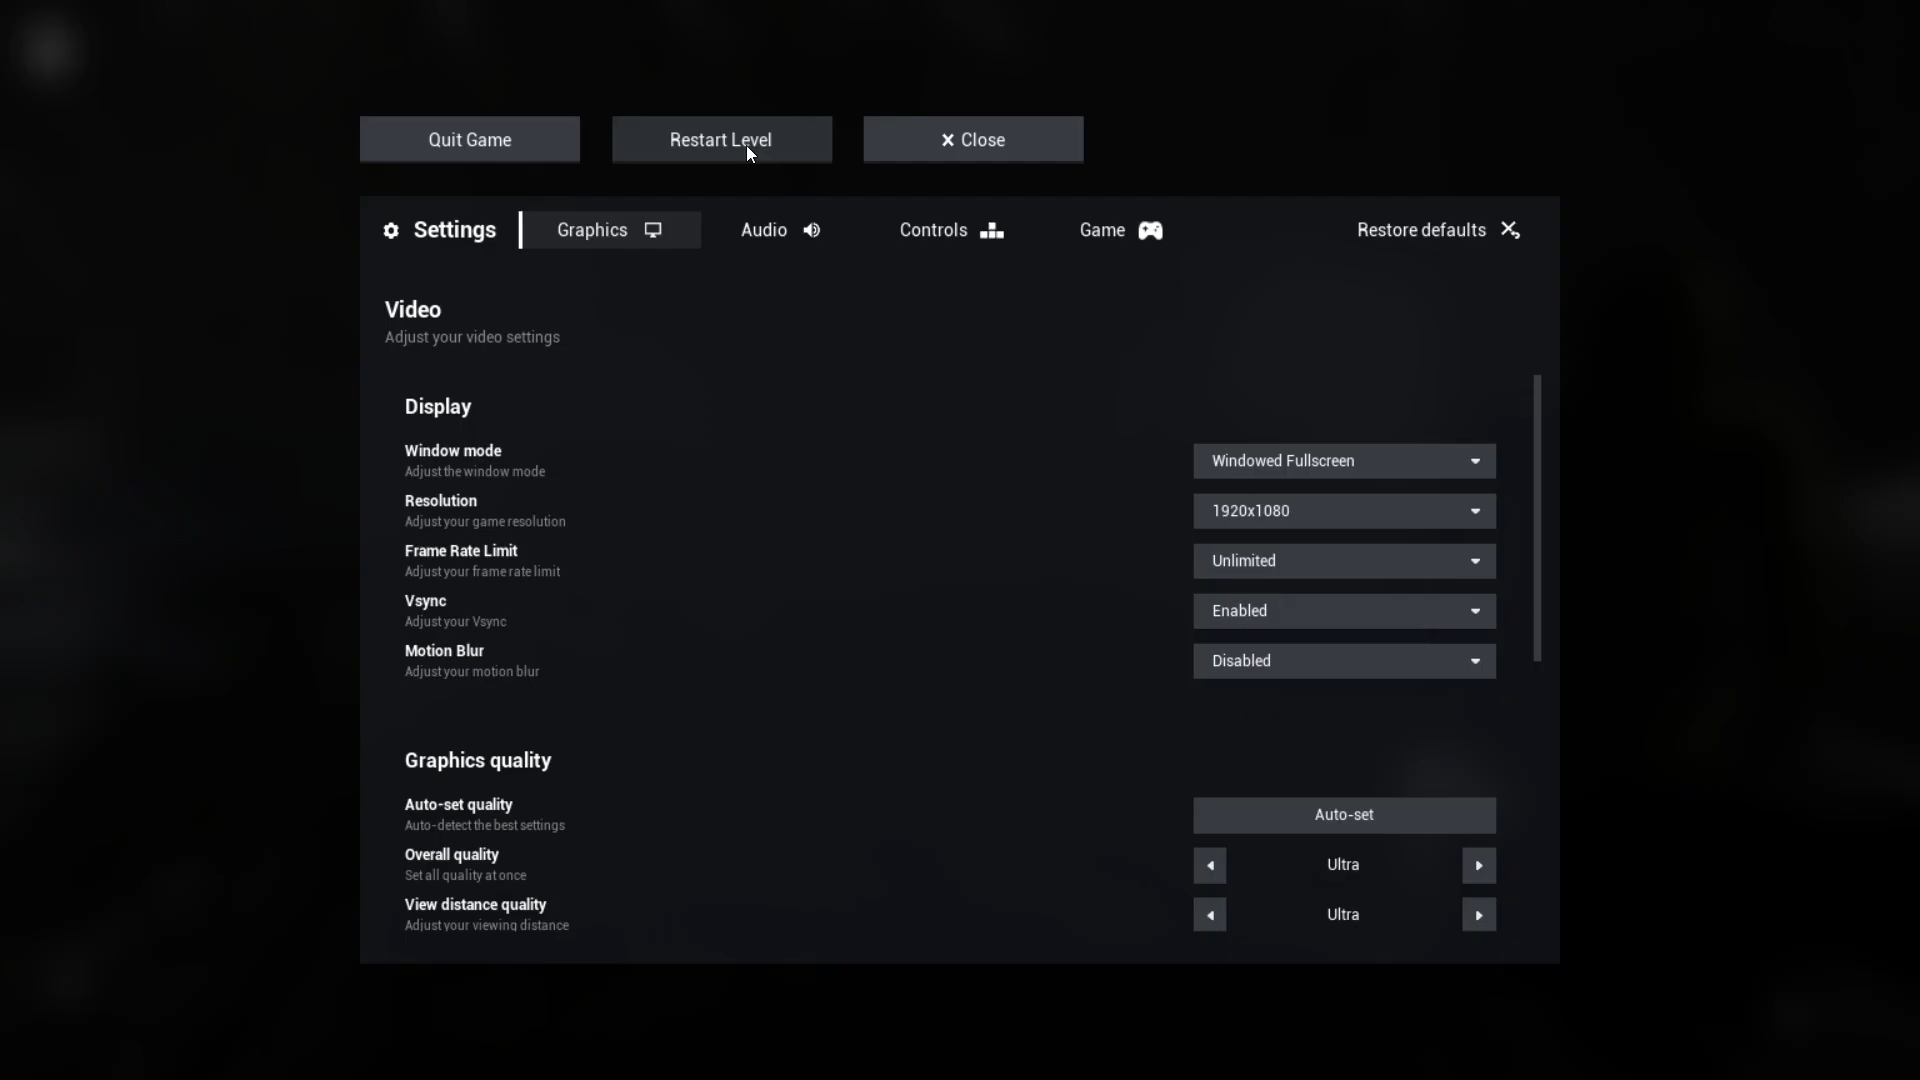 Quit Game
Restart Level
Close
Settings
Graphics
Audio
Controls
Game
Restore defaults
Video
Adjust your video settings
Display
Window mode
Windowed Fullscreen
Adjust the window mode
Resolution
1920x1080
Adjust your game resolution
Frame Rate Limit
Unlimited
Adjust your frame rate limit
Vsync
Enabled
Adjust your Vsync
Motion Blur
Disabled
Adjust your motion blur
Graphics quality
Auto-set quality
Auto-set
Auto-detect the best settings
Overall quality
Ultra
Set all quality at once
View distance quality
Ultra
Adjust your viewing distance